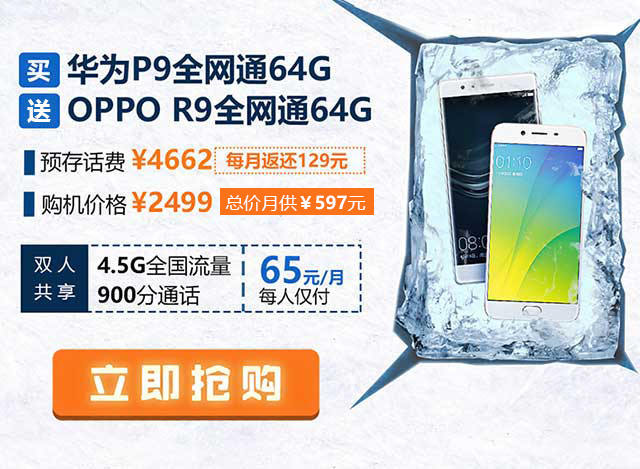 买 华为P9全网通64G
送 OPPO R9全网通64G
预存话费 ¥4662 每月返还129元
购机价格 ¥2499 总价月供¥597元
双人共享
4.5G全国流量
900分通话
65元/月
每人仅付
立即抢购
01:10
08:0